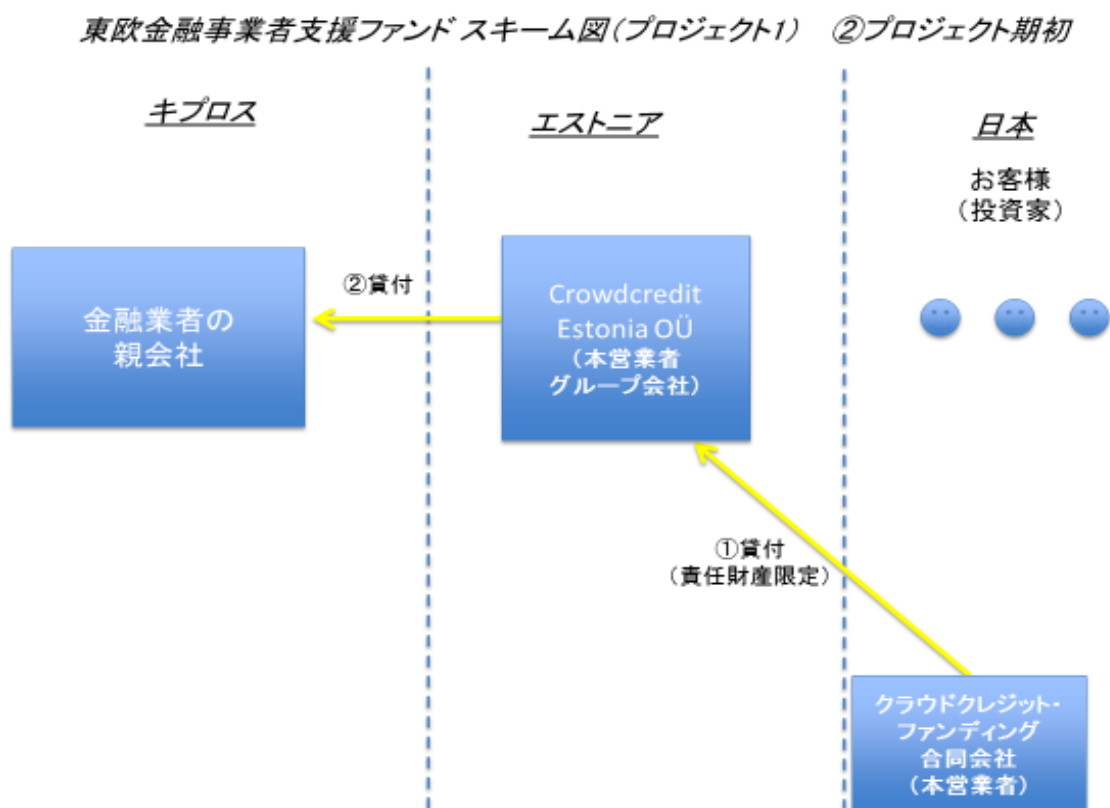 東欧金融事業者支援ファンド スキーム図(プロジェクト1) ②プロジェクト期初
キプロス
エストニア
日本
お客様
(投資家)
金融業者の
親会社
②貸付
Crowdcredit
Estonia OÜ
(本営業者
グループ会社)
①貸付
(責任財産限定)
クラウドクレジット・
ファンディング
合同会社
(本営業者)